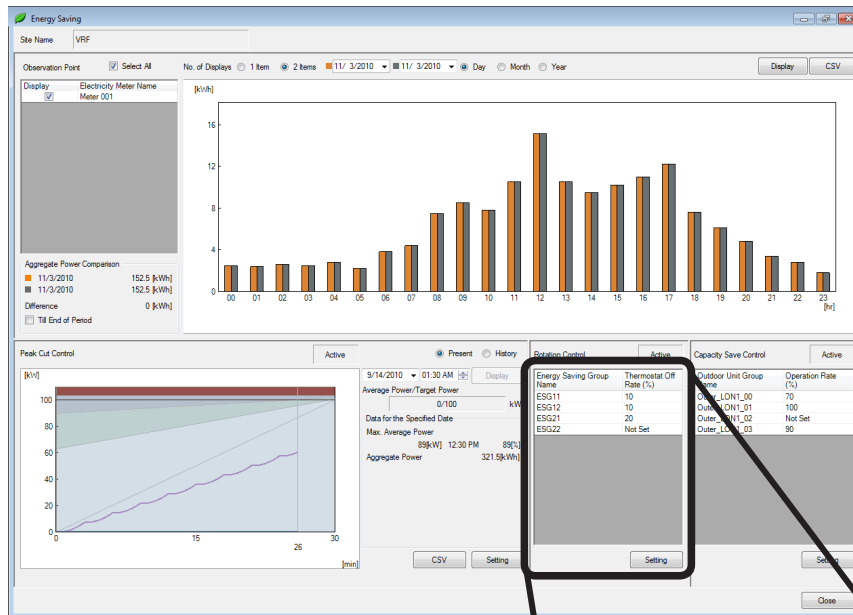 Energy Saving
Site Name VRF
Observation Point Select All No. of Displays 1 Item 2 Items 11/ 3/2010 11/ 3/2010 Day Month Year Display CSV
Display Electricity Meter Name
Meter 001
[kWh]
16
12
8
4
0
00 01 02 03 04 05 06 07 08 09 10 11 12 13 14 15 16 17 18 19 20 21 22 23
[hr]
Aggregate Power Comparison
11/3/2010 152.5 [kWh]
11/3/2010 152.5 [kWh]
Difference 0 [kWh]
Till End of Period
Peak Cut Control Active
[kW]
100
80
60
40
20
0
0 15 30
26
[min]
Present History
9/14/2010 01:30 AM Display
Average Power/Target Power
0/100 kW
Data for the Specified Date
Max. Average Power
89[kW] 12:30 PM 89[%]
Aggregate Power 321.5[kWh]
CSV Setting
Rotation Control Active
Energy Saving Group Name Thermostat Off Rate (%)
ESG11 10
ESG12 10
ESG21 20
ESG22 Not Set
Setting
Capacity Save Control Active
Outdoor Unit Group Name Operation Rate (%)
Outer_LON1_00 70
Outer_LON1_01 100
Outer_LON1_02 Not Set
Outer_LON1_03 90
Setting
Close